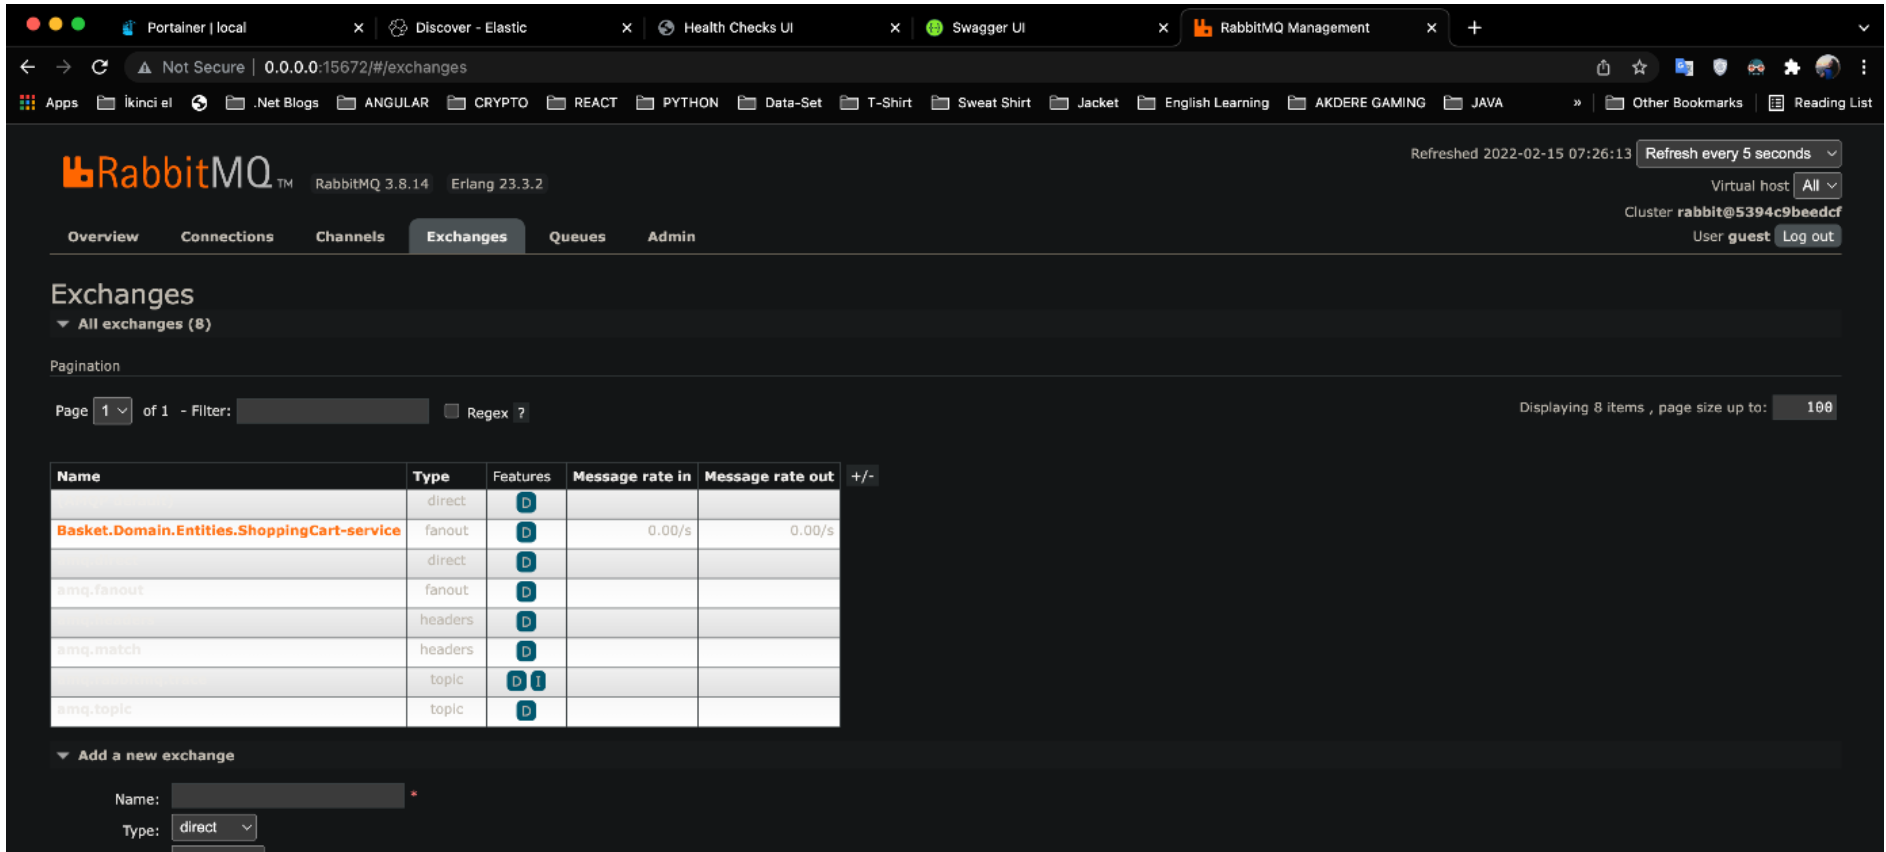 Portainer | local
Discover - Elastic
Health Checks UI
Swagger UI
RabbitMQ Management
Not Secure | 0.0.0.0:15672/#/exchanges
Apps İkinci el .Net Blogs ANGULAR CRYPTO REACT PYTHON Data-Set T-Shirt Sweat Shirt Jacket English Learning AKDERE GAMING JAVA » Other Bookmarks Reading List
Refreshed 2022-02-15 07:26:13 Refresh every 5 seconds
RabbitMQ TM RabbitMQ 3.8.14 Erlang 23.3.2
Virtual host All
Cluster rabbit@5394c9beedcf
User guest Log out
Overview Connections Channels Exchanges Queues Admin
Exchanges
All exchanges (8)
Pagination
Page 1 of 1 - Filter: Regex ?
Displaying 8 items , page size up to: 100
Name Type Features Message rate in Message rate out +/-
direct D
Basket.Domain.Entities.ShoppingCart-service fanout D 0.00/s 0.00/s
direct D
amq.fanout fanout D
headers D
amq.match headers D
topic D I
amq.topic topic D
Add a new exchange
Name: *
Type: direct